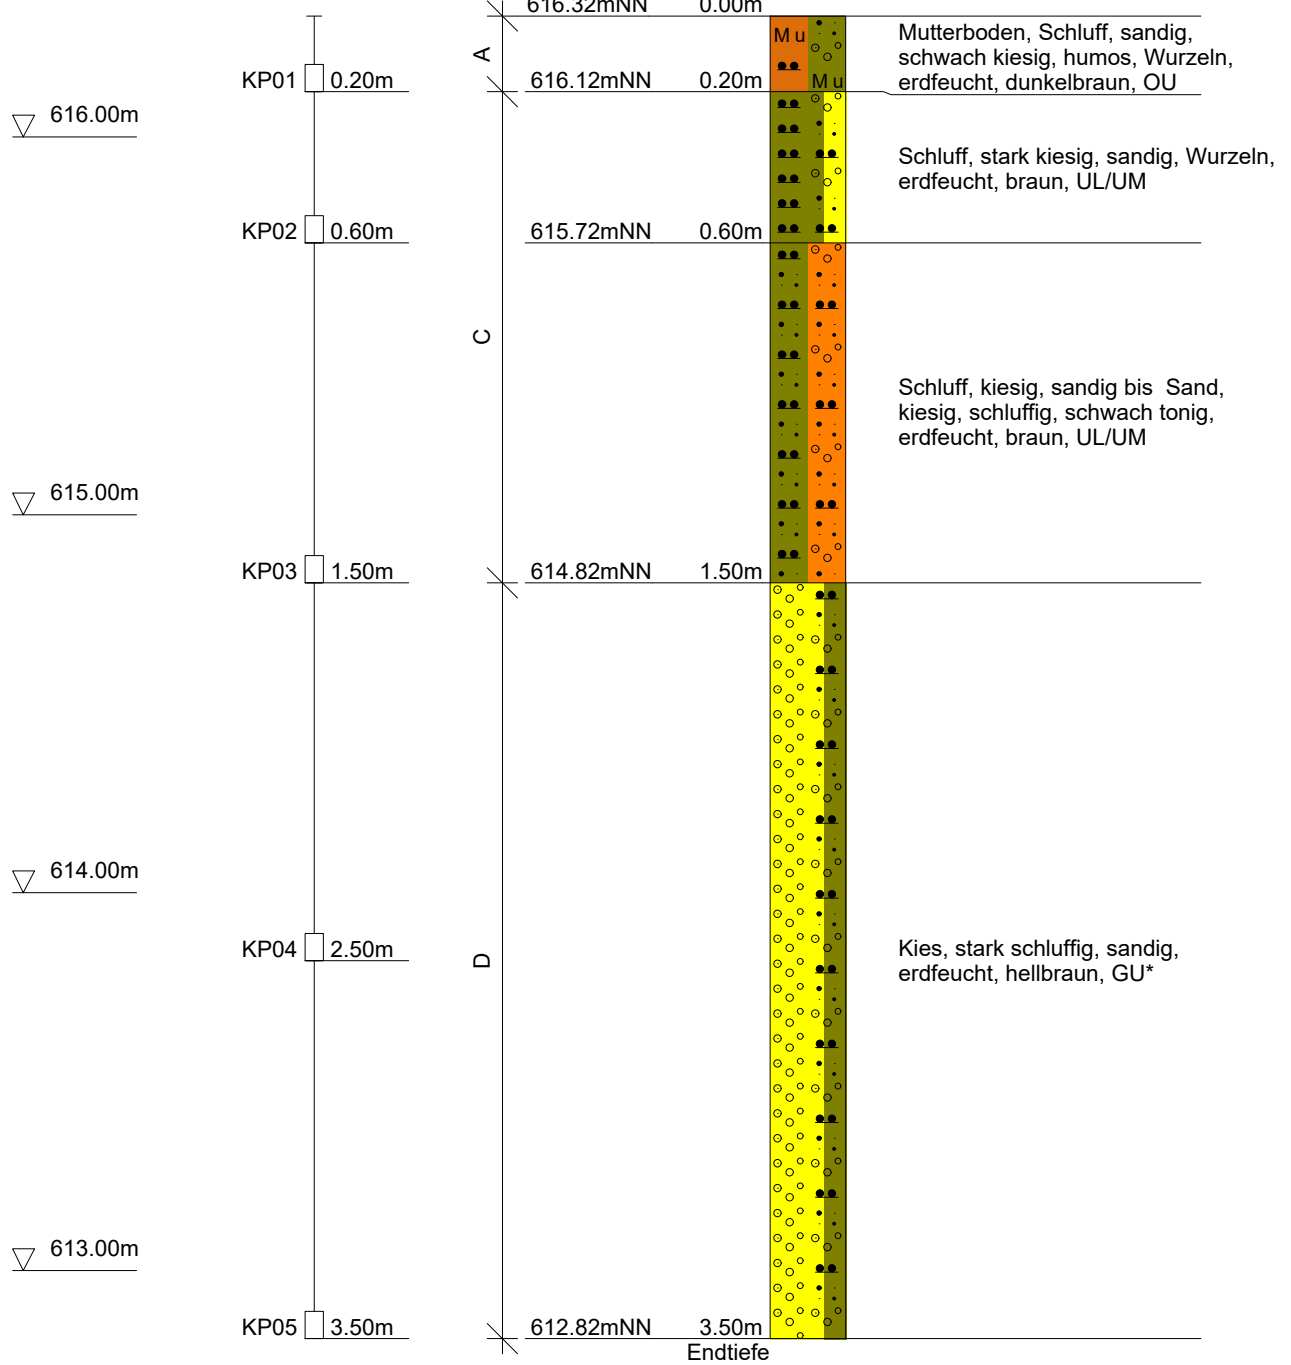 616.32mNN 0.00m
Mu
Mutterboden, Schluff, sandig,
schwach kiesig, humos, Wurzeln,
erdfeucht, dunkelbraun, OU
A
KP01 0.20m
616.12mNN 0.20m
Mu
616.00m
Schluff, stark kiesig, sandig, Wurzeln,
erdfeucht, braun, UL/UM
KP02 0.60m
615.72mNN 0.60m
C
Schluff, kiesig, sandig bis Sand,
kiesig, schluffig, schwach tonig,
erdfeucht, braun, UL/UM
615.00m
KP03 1.50m
614.82mNN 1.50m
614.00m
KP04 2.50m
D
Kies, stark schluffig, sandig,
erdfeucht, hellbraun, GU*
613.00m
KP05 3.50m
612.82mNN 3.50m
Endtiefe